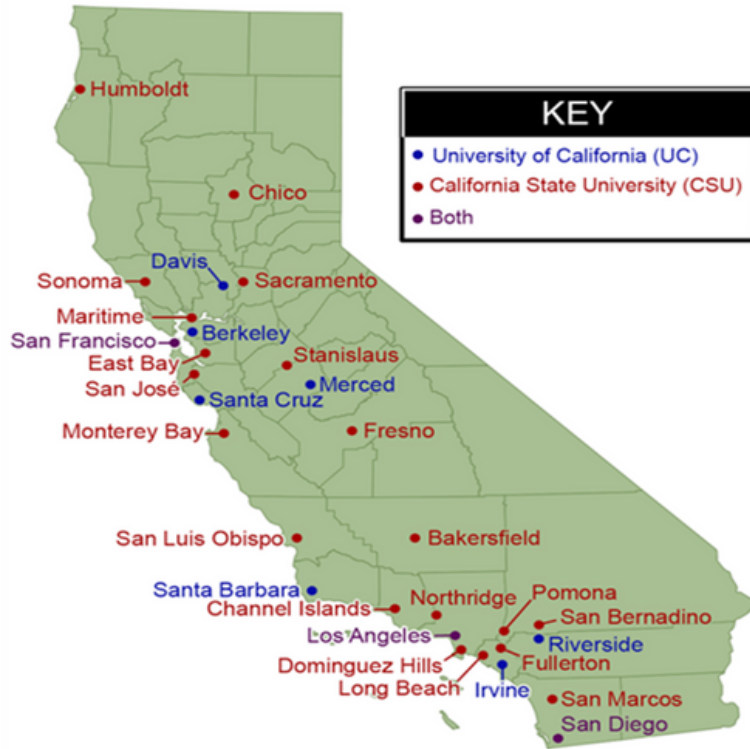 Humboldt
KEY
University of California (UC)
California State University (CSU)
Both
Chico
Davis
Sonoma
Sacramento
Maritime
Berkeley
San Francisco
East Bay
Stanislaus
San José
Merced
Santa Cruz
Monterey Bay
Fresno
San Luis Obispo
Bakersfield
Santa Barbara
Channel Islands
Northridge
Pomona
San Bernadino
Los Angeles
Riverside
Dominguez Hills
Fullerton
Long Beach
Irvine
San Marcos
San Diego